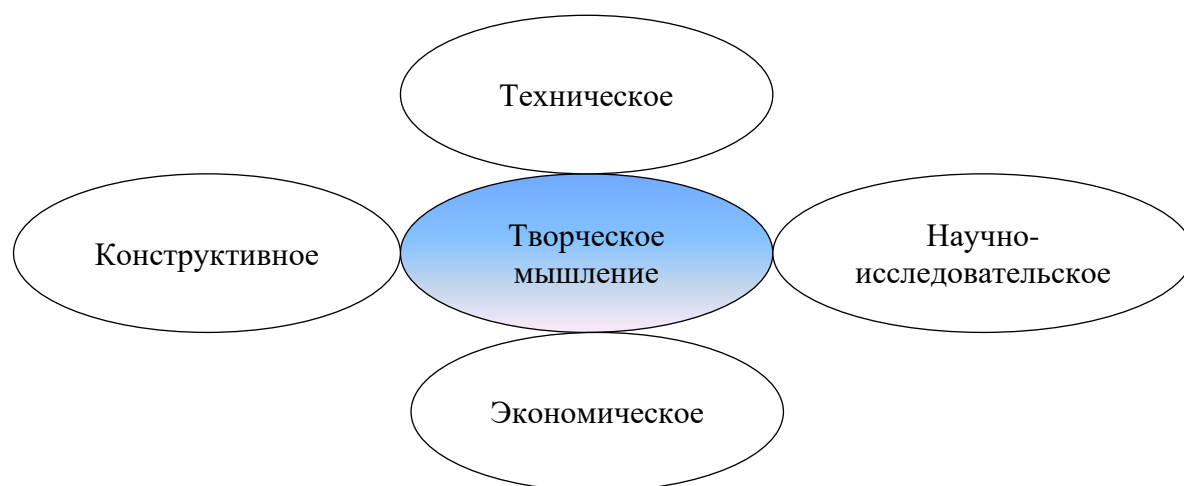 Техническое
Конструктивное
Творческое
мышление
Научно-
исследовательское
Экономическое